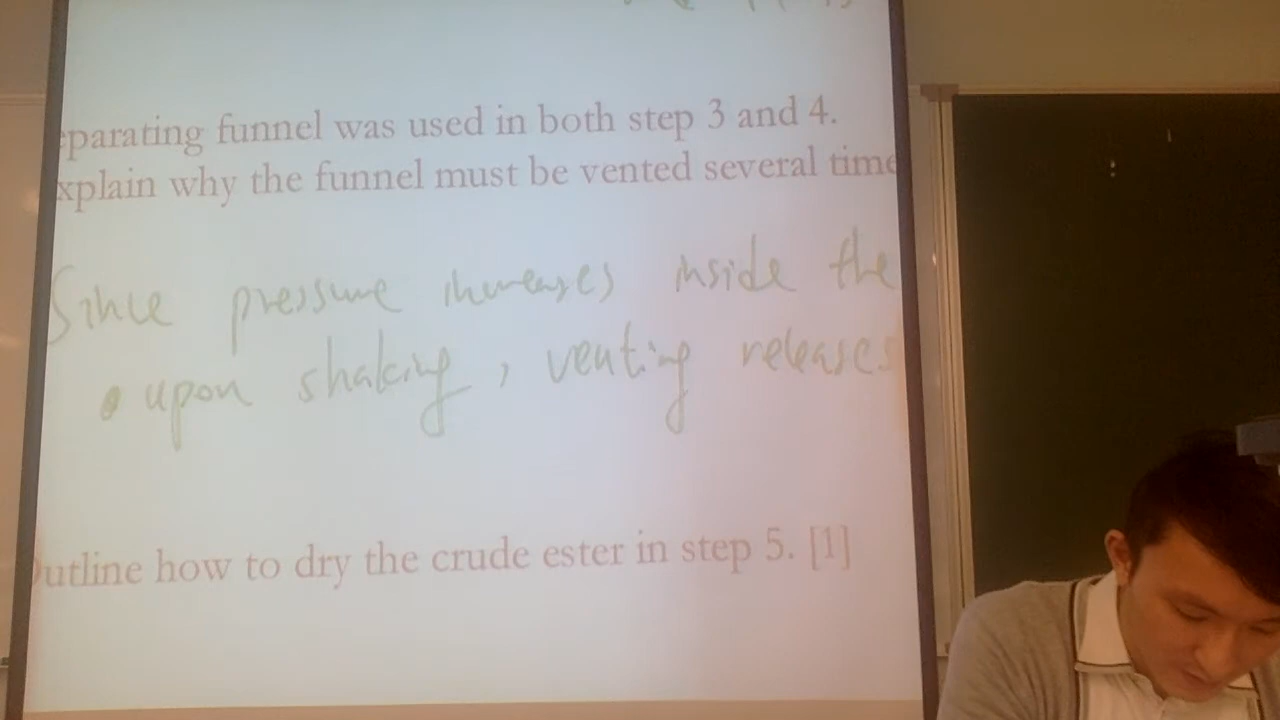 eparating funnel was used in both step 3 and 4.
xplain why the funnel must be vented several time
Since pressure increases inside the
upon shaking, venting releases
utline how to dry the crude ester in step 5. [1]